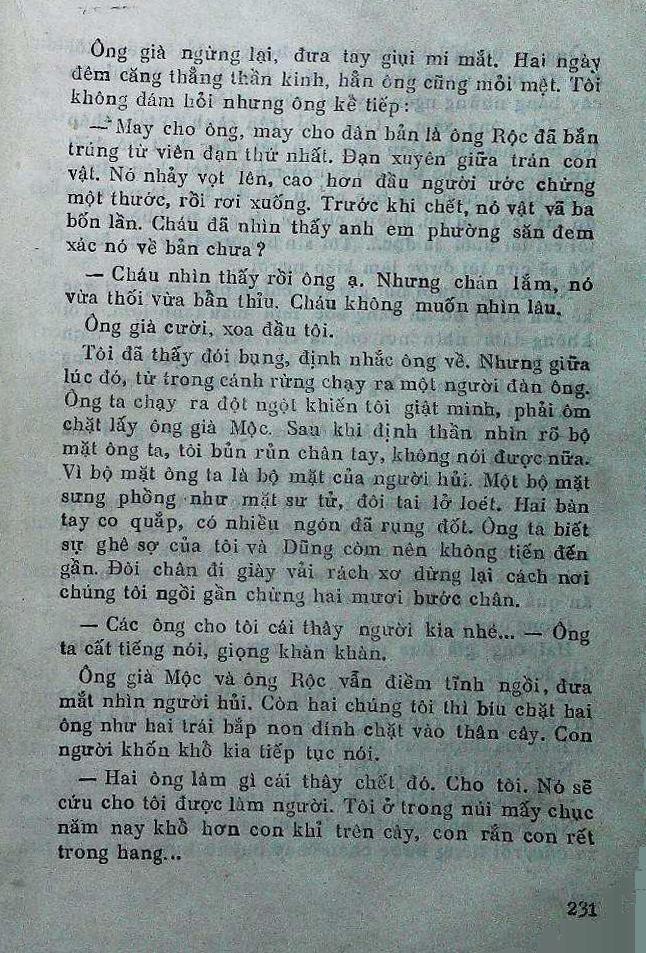 Ông già ngừng lại, đưa tay giụi mi mắt. Hai ngày
đêm căng thẳng thần kinh, hẳn ông cũng mỏi mệt. Tôi
không dám hỏi nhưng ông kể tiếp:
— May cho ông, may cho dân bản là ông Rộc đã bắn
trúng từ viên đạn thứ nhất. Đạn xuyên giữa trán con
vật. Nó nhảy vọt lên, cao hơn đầu người ước chừng
một thước, rồi rơi xuống. Trước khi chết, nó vật vã ba
bốn lần. Cháu đã nhìn thấy anh em phường săn đem
xác nó về bản chưa?
— Cháu nhìn thấy rồi ông ạ. Nhưng chán lắm, nó
vừa thối vừa bần thỉu. Cháu không muốn nhìn lâu.
Ông già cười, xoa đầu tôi.
Tôi đã thấy đói bụng, định nhắc ông về. Nhưng giữa
lúc đó, từ trong cánh rừng chạy ra một người đàn ông.
Ông ta chạy ra đột ngột khiến tôi giật mình, phải ôm
chặt lấy ông già Mộc. Sau khi định thần nhìn rõ bộ
mặt ông ta, tôi bủn rủn chân tay, không nói được nữa.
Vì bộ mặt ông ta là bộ mặt của người hủi. Một bộ mặt
sưng phồng như mặt sư tử, đôi tai lở loét. Hai bàn
tay co quắp, có nhiều ngón đã rụng đốt. Ông ta biết
sự ghê sợ của tôi và Dũng còm nên không tiến đến
gần. Đôi chân đi giày vải rách xơ dừng lại cách nơi
chúng tôi ngồi gần chừng hai mươi bước chân.
— Các ông cho tôi cái thây người kia nhé... — Ông
ta cất tiếng nói, giọng khàn khàn.
Ông già Mộc và ông Rộc vẫn điềm tĩnh ngồi, đưa
mắt nhìn người hủi. Còn hai chúng tôi thì bíu chặt hai
ông như hai trái bắp non dính chặt vào thân cây. Con
người khốn khổ kia tiếp tục nói.
— Hai ông làm gì cái thây chết đó. Cho tôi. Nó sẽ
cứu cho tôi được làm người. Tôi ở trong núi mấy chục
năm nay khổ hơn con khỉ trên cây, con rắn con rết
trong hang...
231